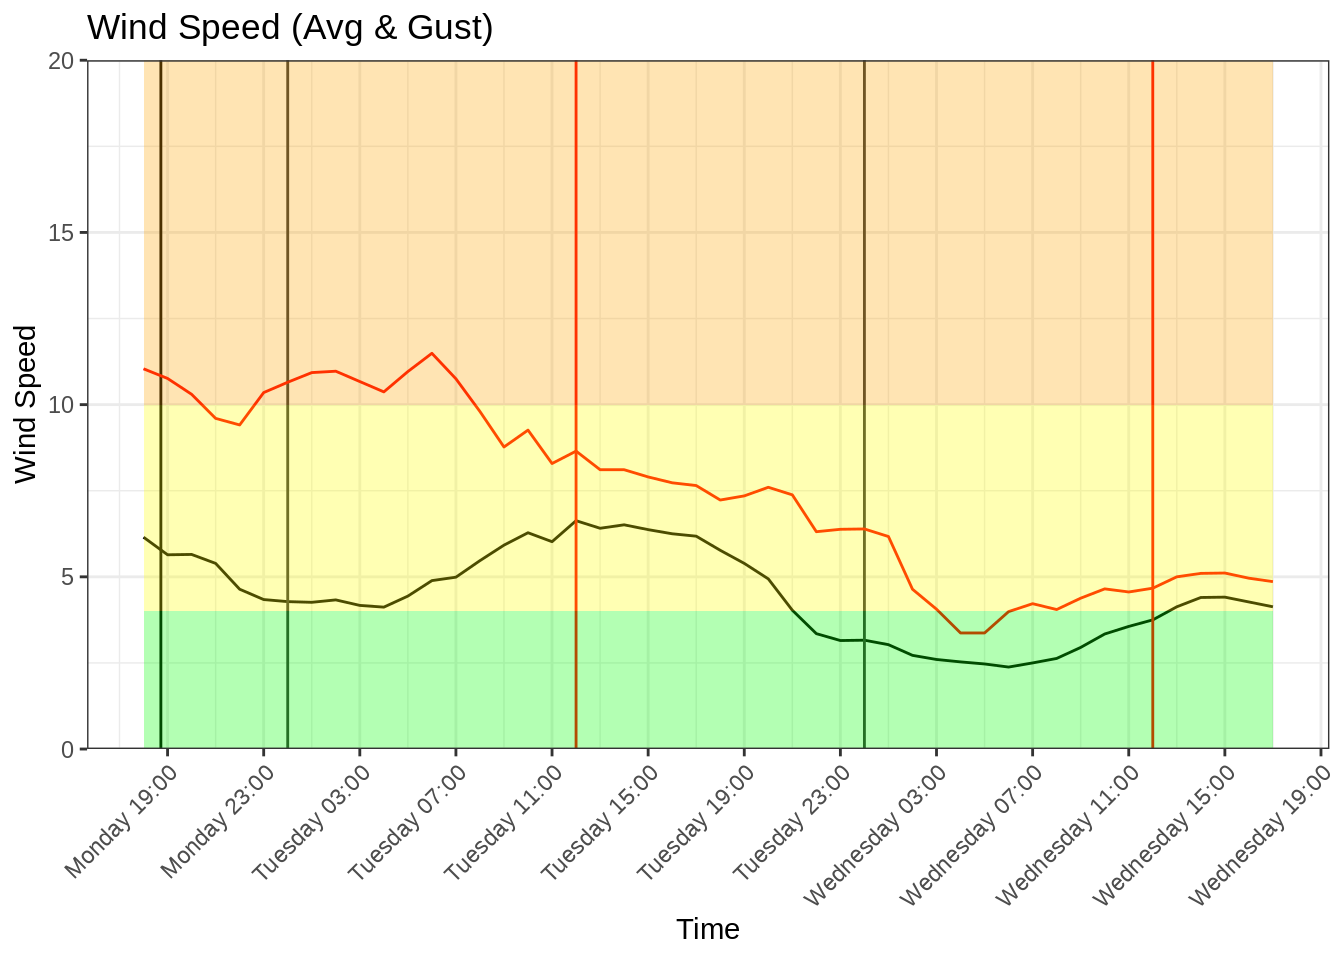 Wind Speed (Avg & Gust)
Wind Speed
20
15
10
5
0
Monday 19:00
Monday 23:00
Tuesday 03:00
Tuesday 07:00
Tuesday 11:00
Tuesday 15:00
Tuesday 19:00
Tuesday 23:00
Wednesday 03:00
Wednesday 07:00
Wednesday 11:00
Wednesday 15:00
Wednesday 19:00
Time